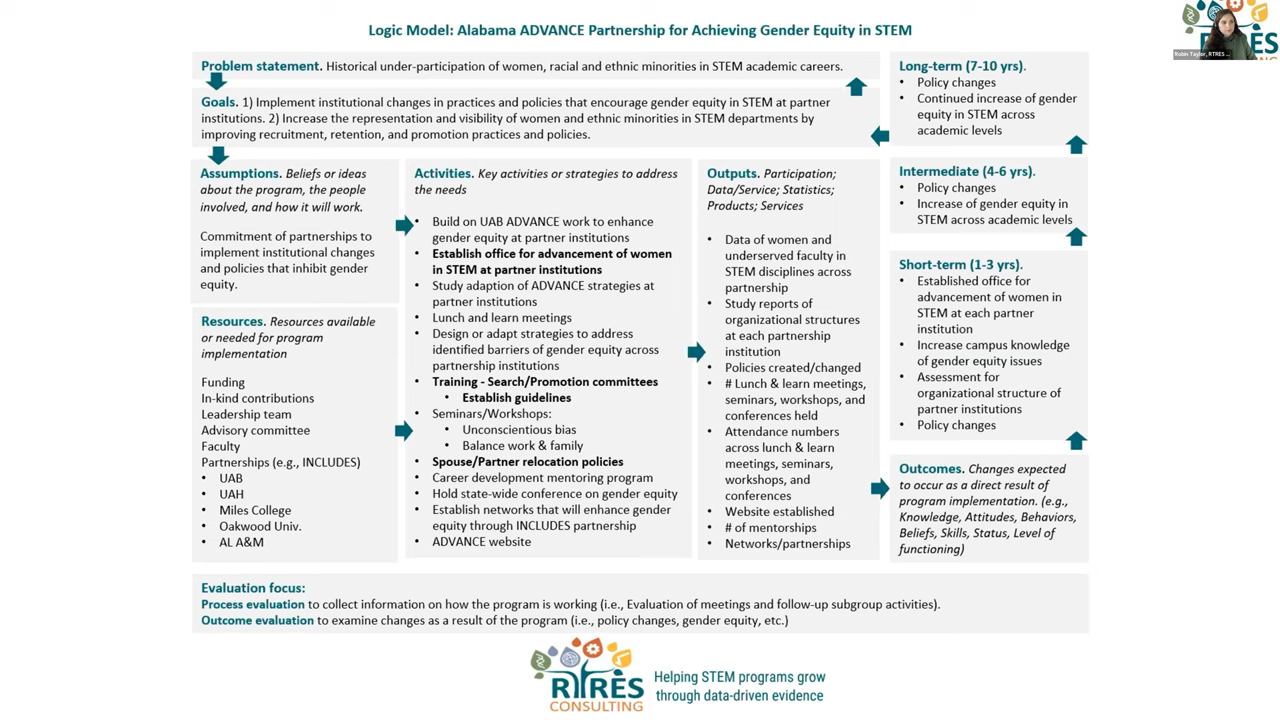 Logic Model: Alabama ADVANCE Partnership for Achieving Gender Equity in STEM
Problem statement. Historical under-participation of women, racial and ethnic minorities in STEM academic careers.
Goals. 1) Implement institutional changes in practices and policies that encourage gender equity in STEM at partner
institutions. 2) Increase the representation and visibility of women and ethnic minorities in STEM departments by
improving recruitment, retention, and promotion practices and policies.
Assumptions. Beliefs or ideas
about the program, the people
involved, and how it will work.
Commitment of partnerships to
implement institutional changes
and policies that inhibit gender
equity.
Resources. Resources available
or needed for program
implementation
Funding
In-kind contributions
Leadership team
Advisory committee
Faculty
Partnerships (e.g., INCLUDES)
• UAB
• UAH
• Miles College
• Oakwood Univ.
• AL A&M
Activities. Key activities or strategies to address
the needs
• Build on UAB ADVANCE work to enhance
gender equity at partner institutions
• Establish office for advancement of women
in STEM at partner institutions
• Study adaption of ADVANCE strategies at
partner institutions
• Lunch and learn meetings
• Design or adapt strategies to address
identified barriers of gender equity across
partnership institutions
• Training - Search/Promotion committees
• Establish guidelines
• Seminars/Workshops:
• Unconscientious bias
• Balance work & family
• Spouse/Partner relocation policies
• Career development mentoring program
• Hold state-wide conference on gender equity
• Establish networks that will enhance gender
equity through INCLUDES partnership
• ADVANCE website
Outputs. Participation;
Data/Service; Statistics;
Products; Services
• Data of women and
underserved faculty in
STEM disciplines across
partnership
• Study reports of
organizational structures
at each partnership
institution
• Policies created/changed
• # Lunch & learn meetings,
seminars, workshops, and
conferences held
• Attendance numbers
across lunch & learn
meetings, seminars,
workshops, and
conferences
• Website established
• # of mentorships
• Networks/partnerships
Long-term (7-10 yrs).
• Policy changes
• Continued increase of gender
equity in STEM across
academic levels
Intermediate (4-6 yrs).
• Policy changes
• Increase of gender equity in
STEM across academic levels
Short-term (1-3 yrs).
• Established office for
advancement of women in
STEM at each partner
institution
• Increase campus knowledge
of gender equity issues
• Assessment for
organizational structure of
partner institutions
• Policy changes
Outcomes. Changes expected
to occur as a direct result of
program implementation. (e.g.,
Knowledge, Attitudes, Behaviors,
Beliefs, Skills, Status, Level of
functioning)
Evaluation focus:
Process evaluation to collect information on how the program is working (i.e., Evaluation of meetings and follow-up subgroup activities).
Outcome evaluation to examine changes as a result of the program (i.e., policy changes, gender equity, etc.)
RTRES
CONSULTING
Helping STEM programs grow
through data-driven evidence
Robin Taylor, RTRES ...